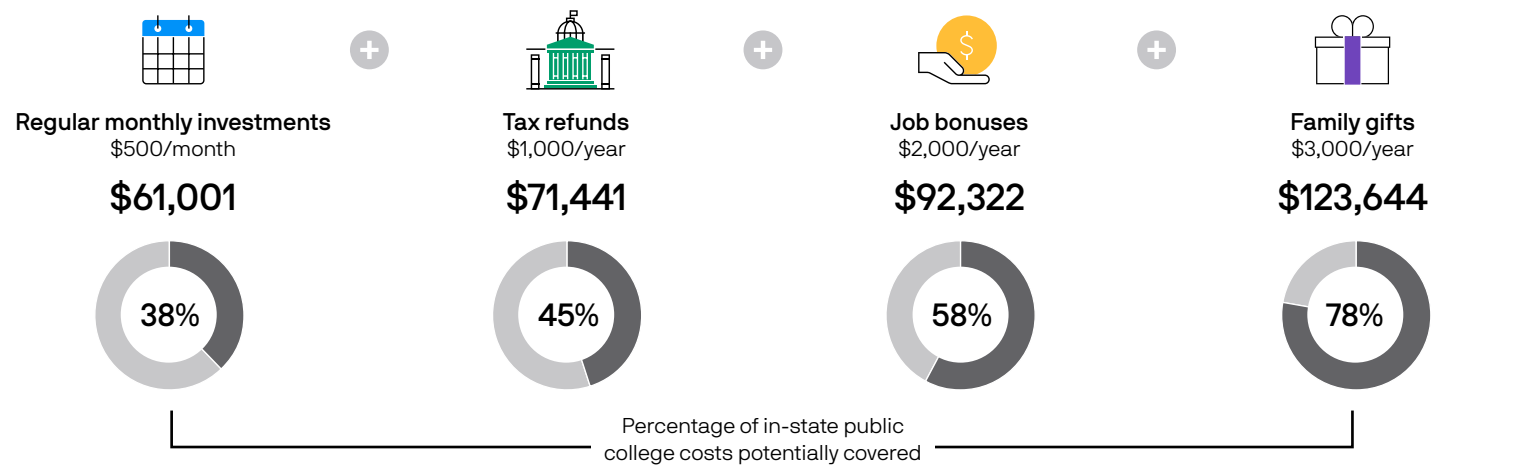 Regular monthly investments
$500/month
$61,001
38%
Tax refunds
$1,000/year
$71,441
45%
Job bonuses
$2,000/year
$92,322
58%
Family gifts
$3,000/year
$123,644
78%
Percentage of in-state public
college costs potentially covered